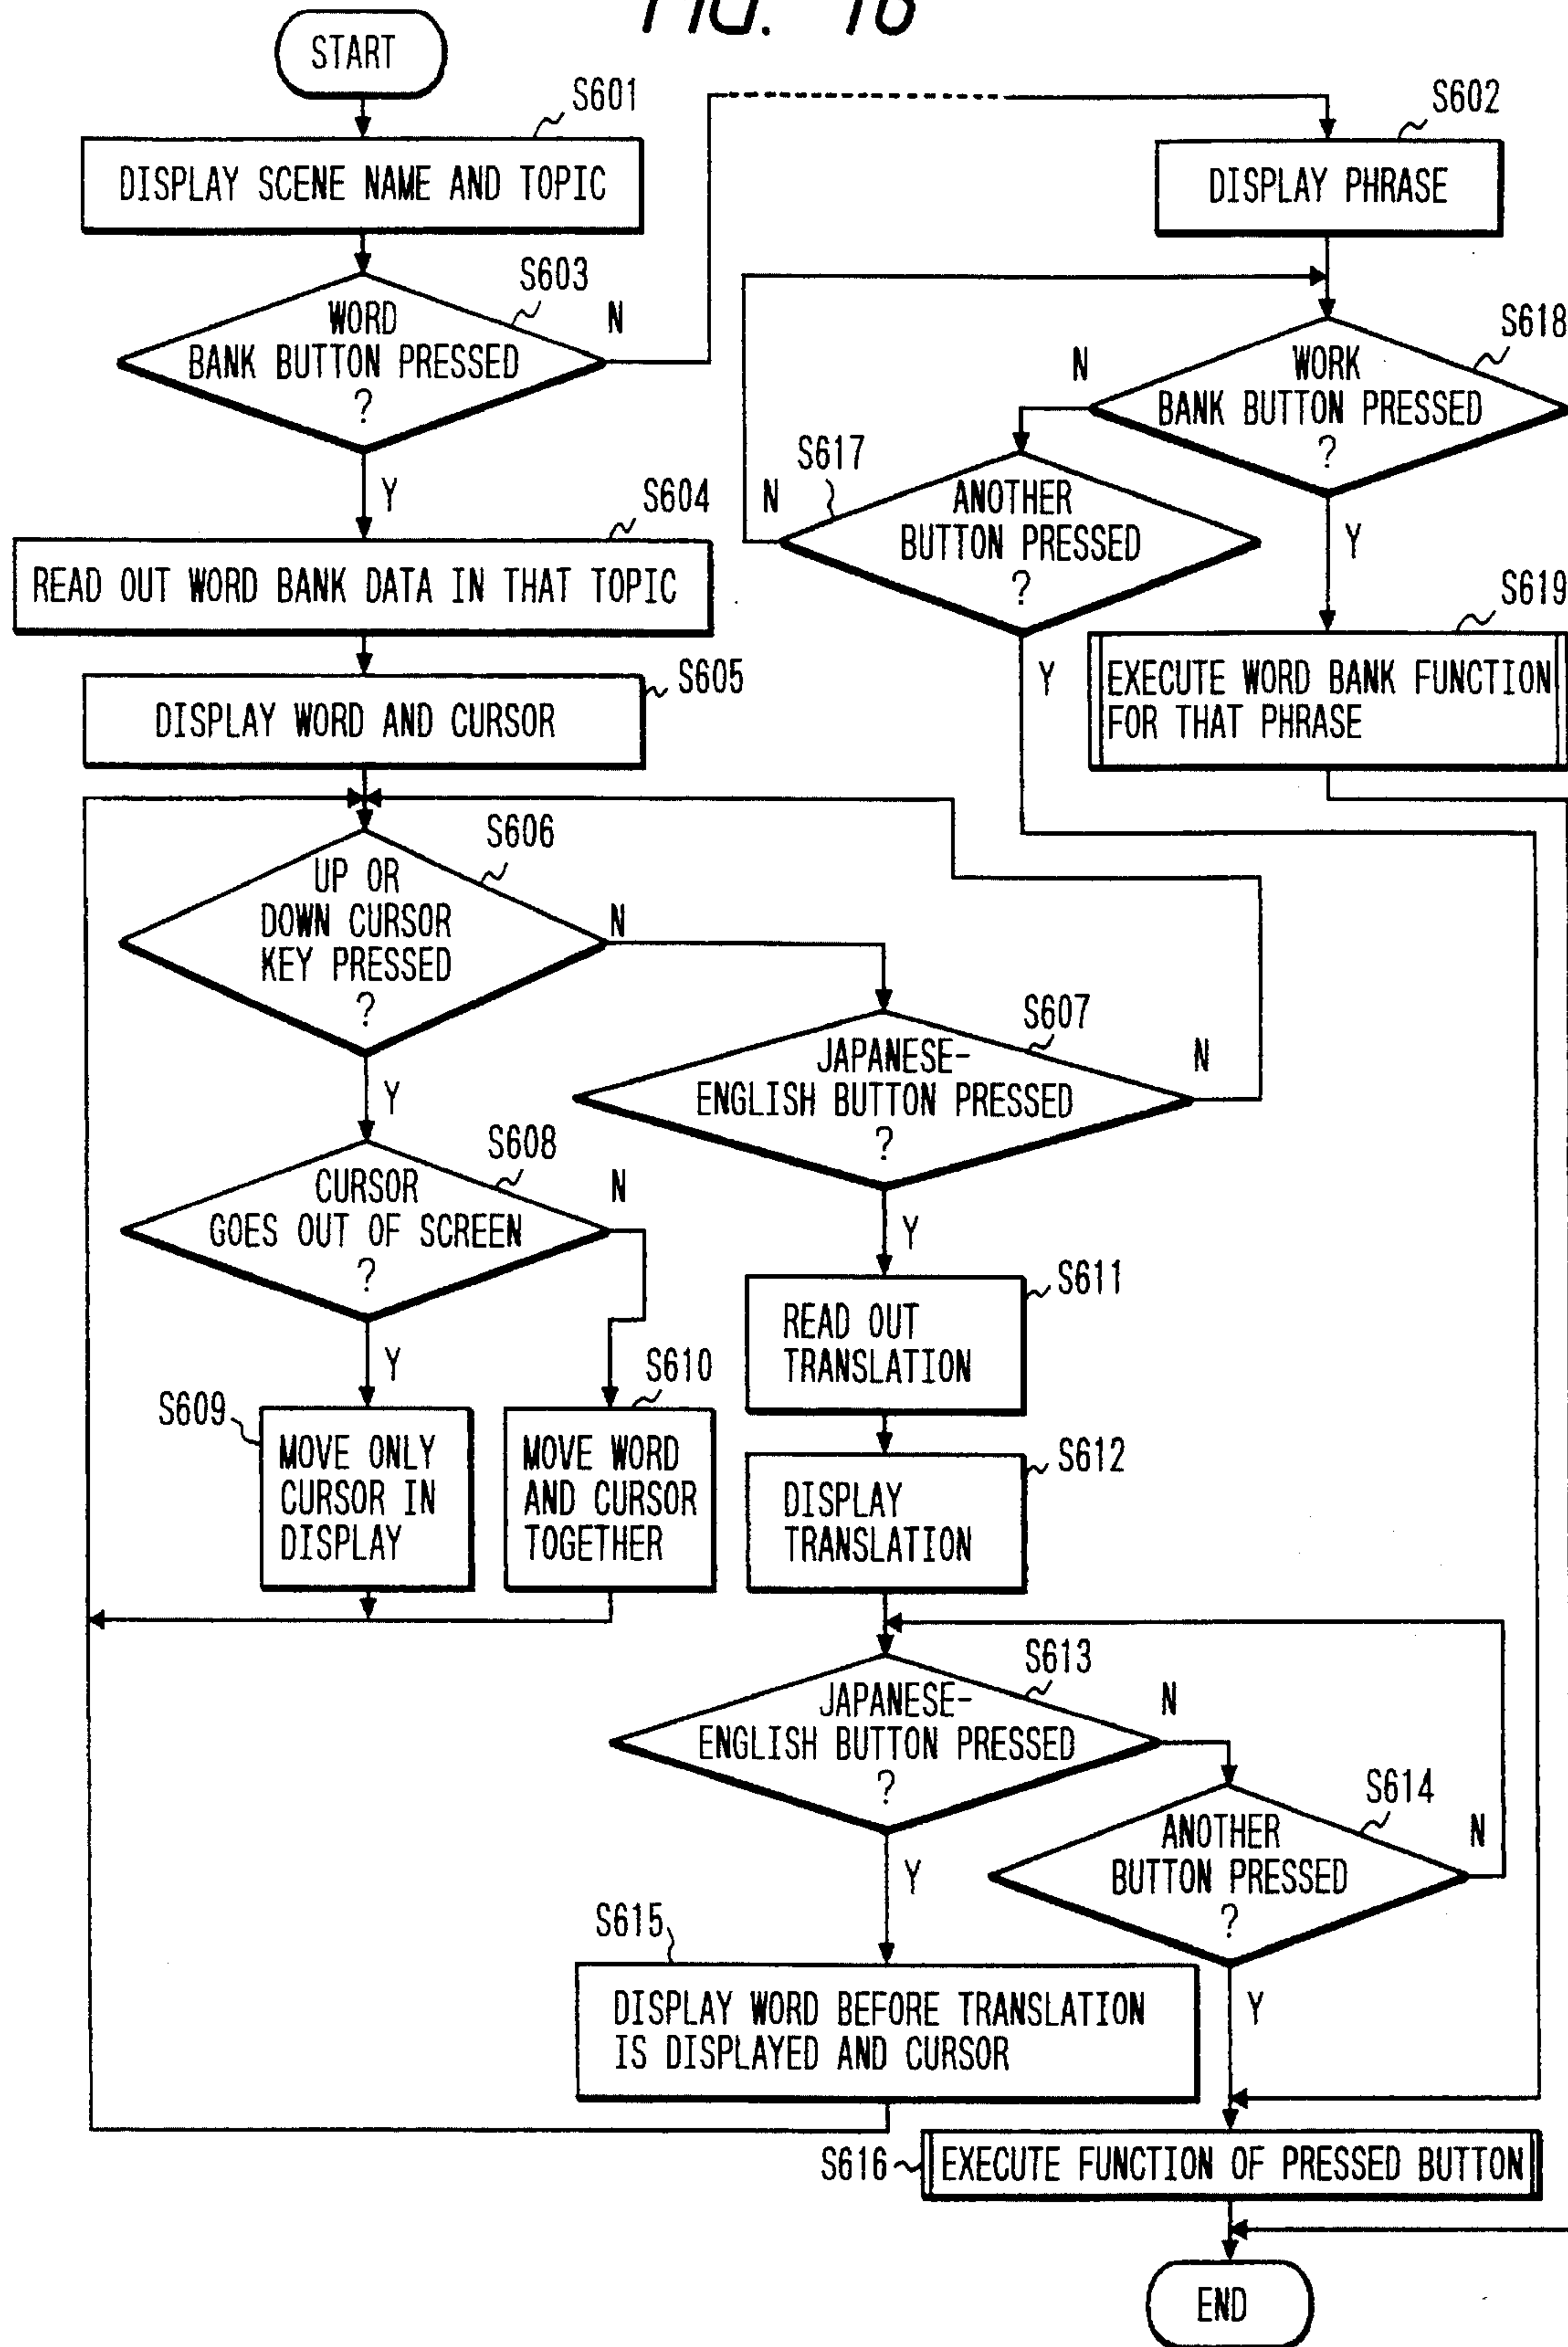 FIG. 16
START
S601
DISPLAY SCENE NAME AND TOPIC
S602
DISPLAY PHRASE
S603
WORD
BANK BUTTON PRESSED
?
N
Y
S618
WORK
BANK BUTTON PRESSED
?
N
Y
S617
ANOTHER
BUTTON PRESSED
?
N
Y
S604
READ OUT WORD BANK DATA IN THAT TOPIC
S619
EXECUTE WORD BANK FUNCTION
FOR THAT PHRASE
S605
DISPLAY WORD AND CURSOR
S606
UP OR
DOWN CURSOR
KEY PRESSED
?
N
Y
S607
JAPANESE-
ENGLISH BUTTON PRESSED
?
N
Y
S608
CURSOR
GOES OUT OF SCREEN
?
N
Y
S611
READ OUT
TRANSLATION
S609
MOVE ONLY
CURSOR IN
DISPLAY
S610
MOVE WORD
AND CURSOR
TOGETHER
S612
DISPLAY
TRANSLATION
S613
JAPANESE-
ENGLISH BUTTON PRESSED
?
N
Y
S614
ANOTHER
BUTTON PRESSED
?
N
Y
S615
DISPLAY WORD BEFORE TRANSLATION
IS DISPLAYED AND CURSOR
S616
EXECUTE FUNCTION OF PRESSED BUTTON
END